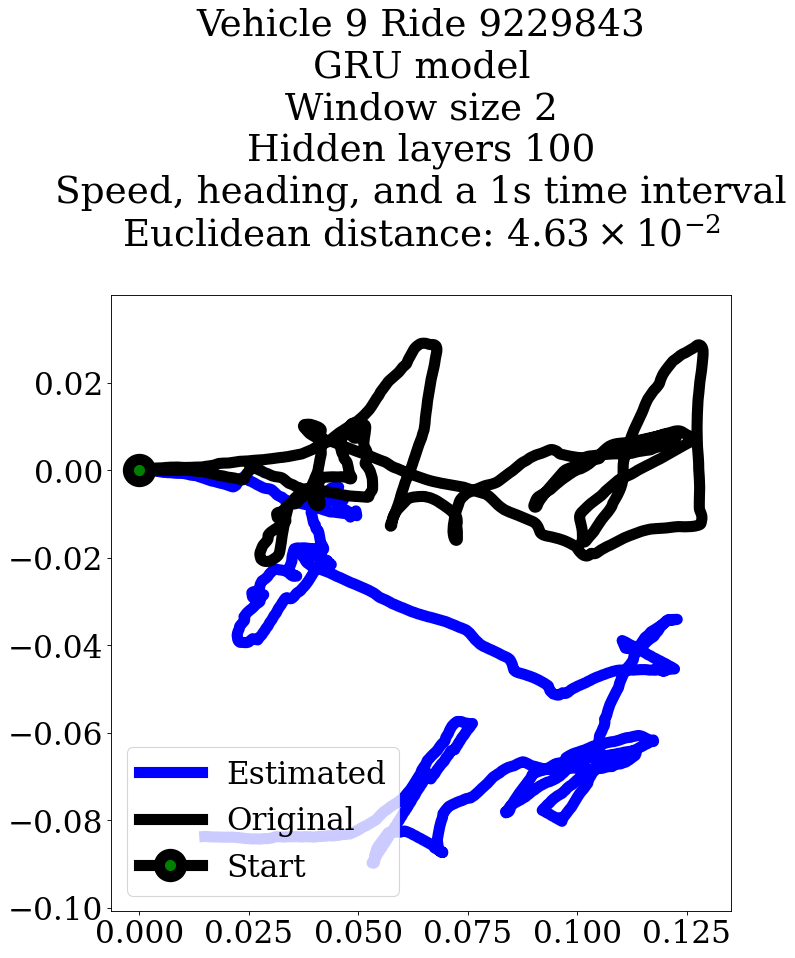 Vehicle 9 Ride 9229843
GRU model
Window size 2
Hidden layers 100
Speed, heading, and a 1s time interval
Euclidean distance: 4.63 × 10⁻²
0.02
0.00
−0.02
−0.04
−0.06
−0.08
−0.10
Estimated
Original
Start
0.000 0.025 0.050 0.075 0.100 0.125